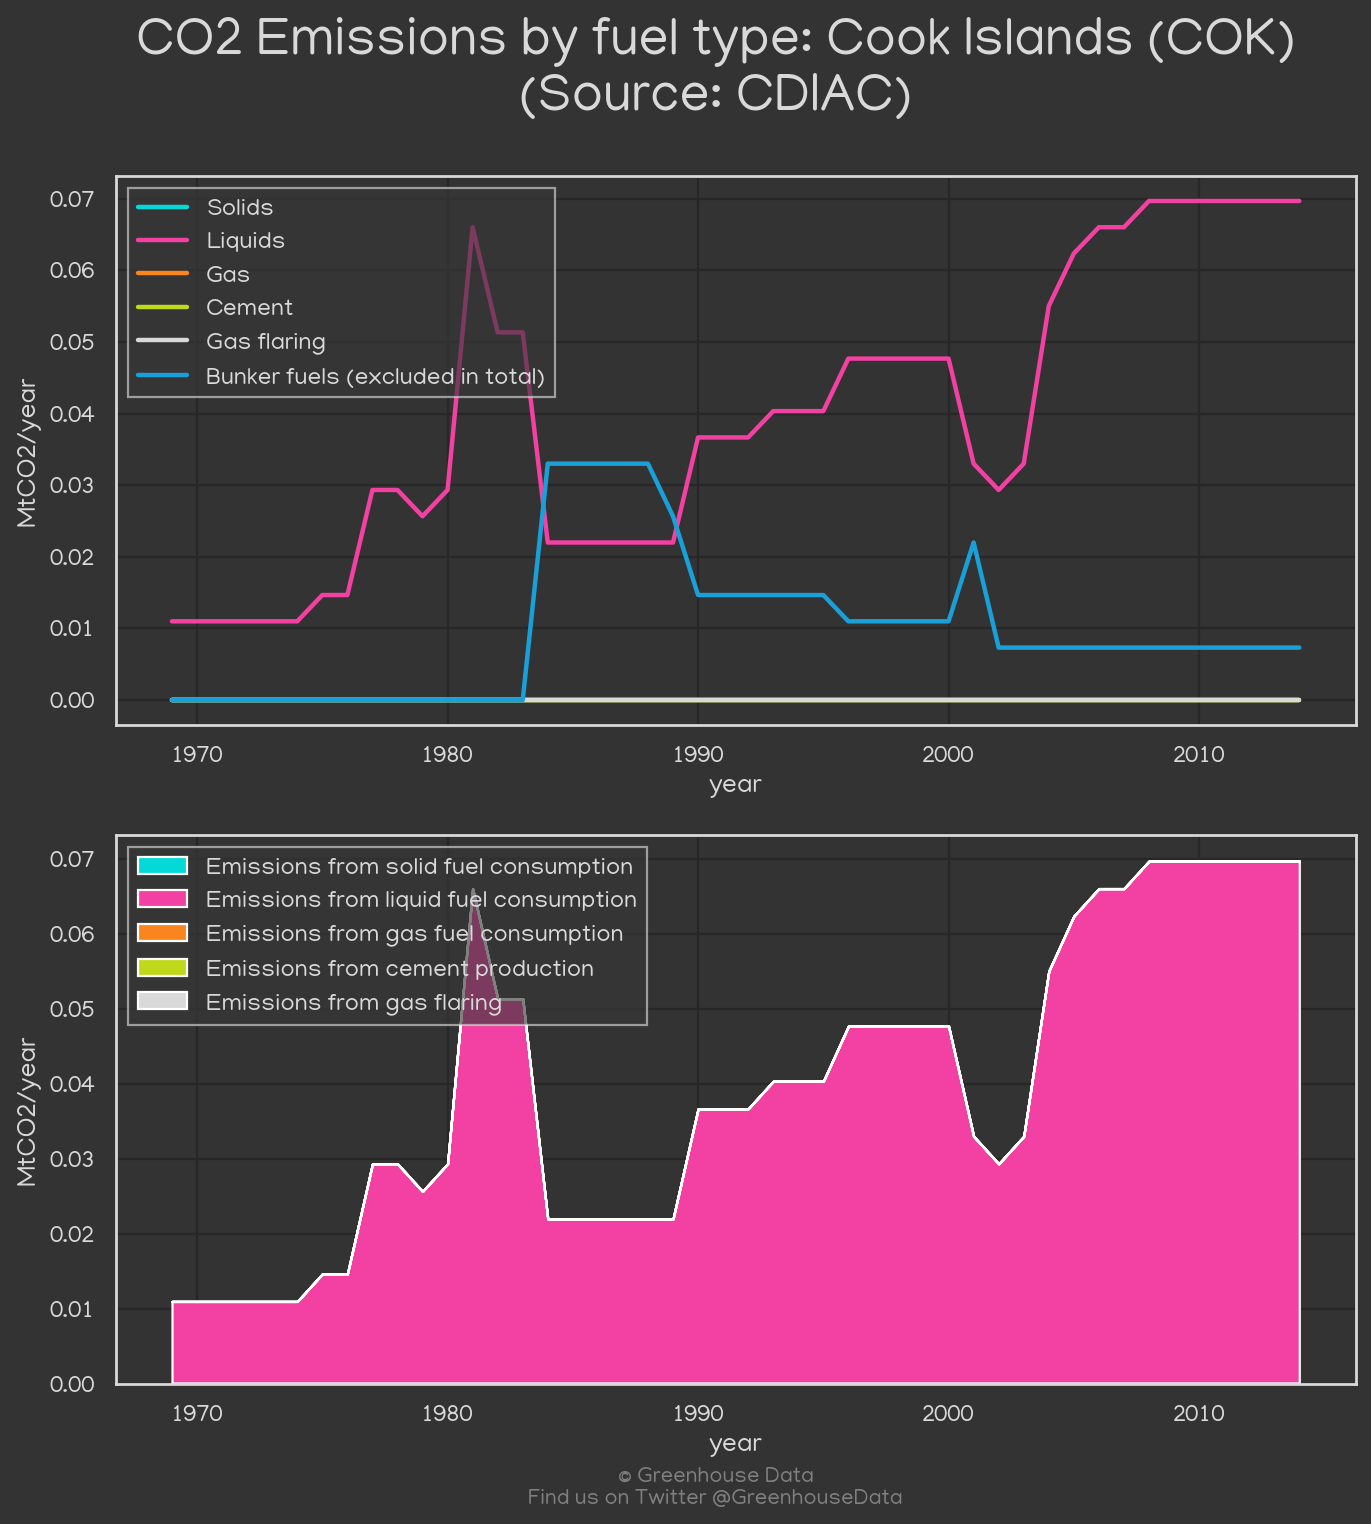 CO2 Emissions by fuel type: Cook Islands (COK)
(Source: CDIAC)
Solids
Liquids
Gas
Cement
Gas flaring
Bunker fuels (excluded in total)
0.07
0.06
0.05
0.04
0.03
0.02
0.01
0.00
MtCO2/year
1970 1980 1990 2000 2010
year
Emissions from solid fuel consumption
Emissions from liquid fuel consumption
Emissions from gas fuel consumption
Emissions from cement production
Emissions from gas flaring
0.07
0.06
0.05
0.04
0.03
0.02
0.01
0.00
MtCO2/year
1970 1980 1990 2000 2010
year
© Greenhouse Data
Find us on Twitter @GreenhouseData